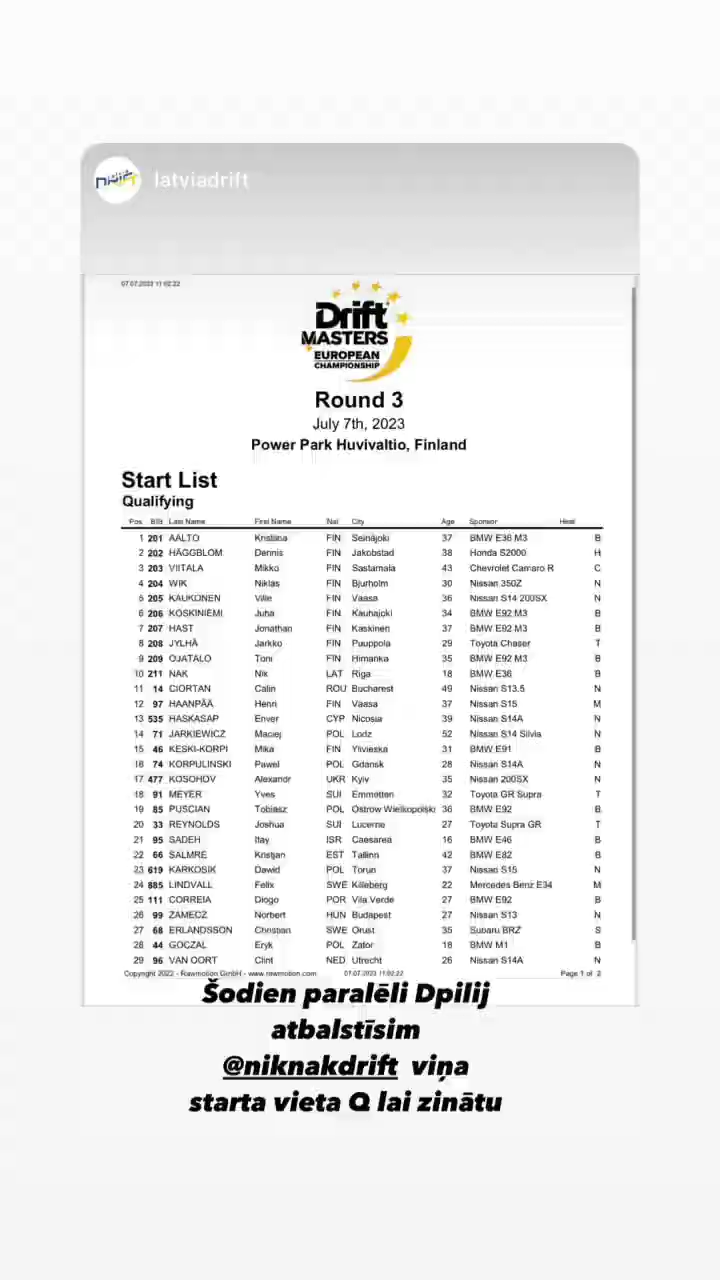 latviadrift
07.07.2023 11:02:22
Drift
MASTERS
EUROPEAN
CHAMPIONSHIP
Round 3
July 7th, 2023
Power Park Huvivaltio, Finland
Start List
Qualifying
Pos Bib Last Name First Name Nat City Age Sponsor Heat
1 201 AALTO Kristiina FIN Seinäjoki 37 BMW E36 M3 B
2 202 HÄGGBLOM Dennis FIN Jakobstad 38 Honda S2000 H
3 203 VIITALA Mikko FIN Sastamala 43 Chevrolet Camaro R C
4 204 WIK Niklas FIN Bjurholm 30 Nissan 350Z N
5 205 KAUKONEN Ville FIN Vaasa 36 Nissan S14 200SX N
6 206 KOSKINIEMI Juha FIN Kauhajoki 34 BMW E92 M3 B
7 207 HAST Jonathan FIN Kaskinen 37 BMW E92 M3 B
8 208 JYLHÄ Jarkko FIN Puuppola 29 Toyota Chaser T
9 209 OJATALO Toni FIN Himanka 35 BMW E92 M3 B
10 211 NAK Nik LAT Riga 18 BMW E36 B
11 14 CIORTAN Calin ROU Bucharest 49 Nissan S13.5 N
12 97 HAANPÄÄ Henri FIN Vaasa 37 Nissan S15 M
13 535 HASKASAP Enver CYP Nicosia 39 Nissan S14A N
14 71 JARKIEWICZ Maciej POL Lodz 52 Nissan S14 Silvia N
15 46 KESKI-KORPI Mika FIN Ylivieska 31 BMW E91 B
16 74 KORPULINSKI Pawel POL Gdansk 28 Nissan S14A N
17 477 KOSOHOV Alexandr UKR Kyiv 35 Nissan 200SX N
18 91 MEYER Yves SUI Emmetten 32 Toyota GR Supra T
19 85 PUSCIAN Tobiasz POL Ostrow Wielkopolski 36 BMW E92 B
20 33 REYNOLDS Joshua SUI Lucerne 27 Toyota Supra GR T
21 95 SADEH Itay ISR Caesarea 16 BMW E46 B
22 66 SALMRE Kristjan EST Tallinn 42 BMW E82 B
23 619 KARKOSIK Dawid POL Torun 37 Nissan S15 N
24 885 LINDVALL Felix SWE Killeberg 22 Mercedes Benz E34 M
25 111 CORREIA Diogo POR Vila Verde 27 BMW E92 B
26 99 ZAMECZ Norbert HUN Budapest 27 Nissan S13 N
27 68 ERLANDSSON Christian SWE Orust 35 Subaru BRZ S
28 44 GOCZAL Eryk POL Zator 18 BMW M1 B
29 96 VAN OORT Clint NED Utrecht 26 Nissan S14A N
Copyright 2022 - Rawmotion GmbH - www.rawmotion.com 07.07.2023 11:02:22 Page 1 of 2
Šodien paralēli Dpilij
atbalstīsim
@niknakdrift viņa
starta vieta Q lai zinātu